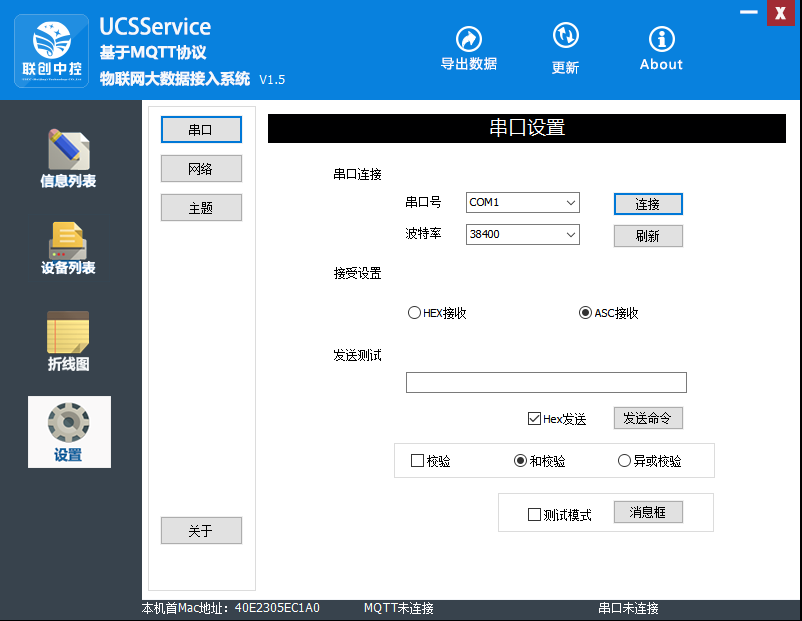 UCSService
基于MQTT协议
物联网大数据接入系统 V1.5
联创中控
导出数据
更新
About
X
信息列表
设备列表
折线图
设置
串口
网络
主题
关于
串口设置
串口连接
串口号 COM1 连接
波特率 38400 刷新
接受设置
HEX接收 ASC接收
发送测试
Hex发送 发送命令
校验 和校验 异或校验
测试模式 消息框
本机首Mac地址: 40E2305EC1A0 MQTT未连接 串口未连接